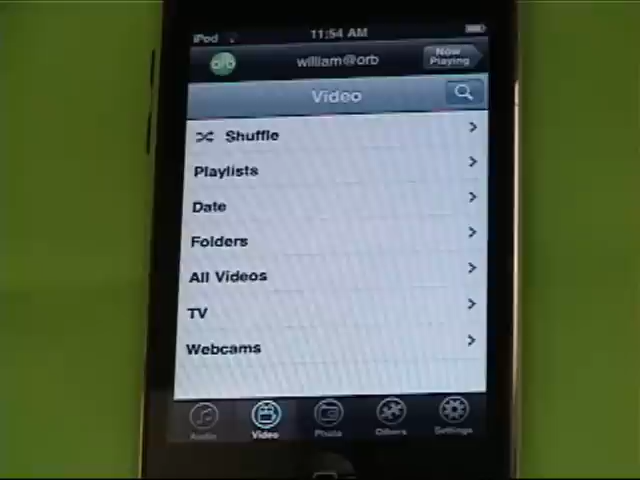 iPod 11:54 AM
orb william@orb Now Playing
Video
Shuffle
Playlists
Date
Folders
All Videos
TV
Webcams
Audio Video Photo Others Settings